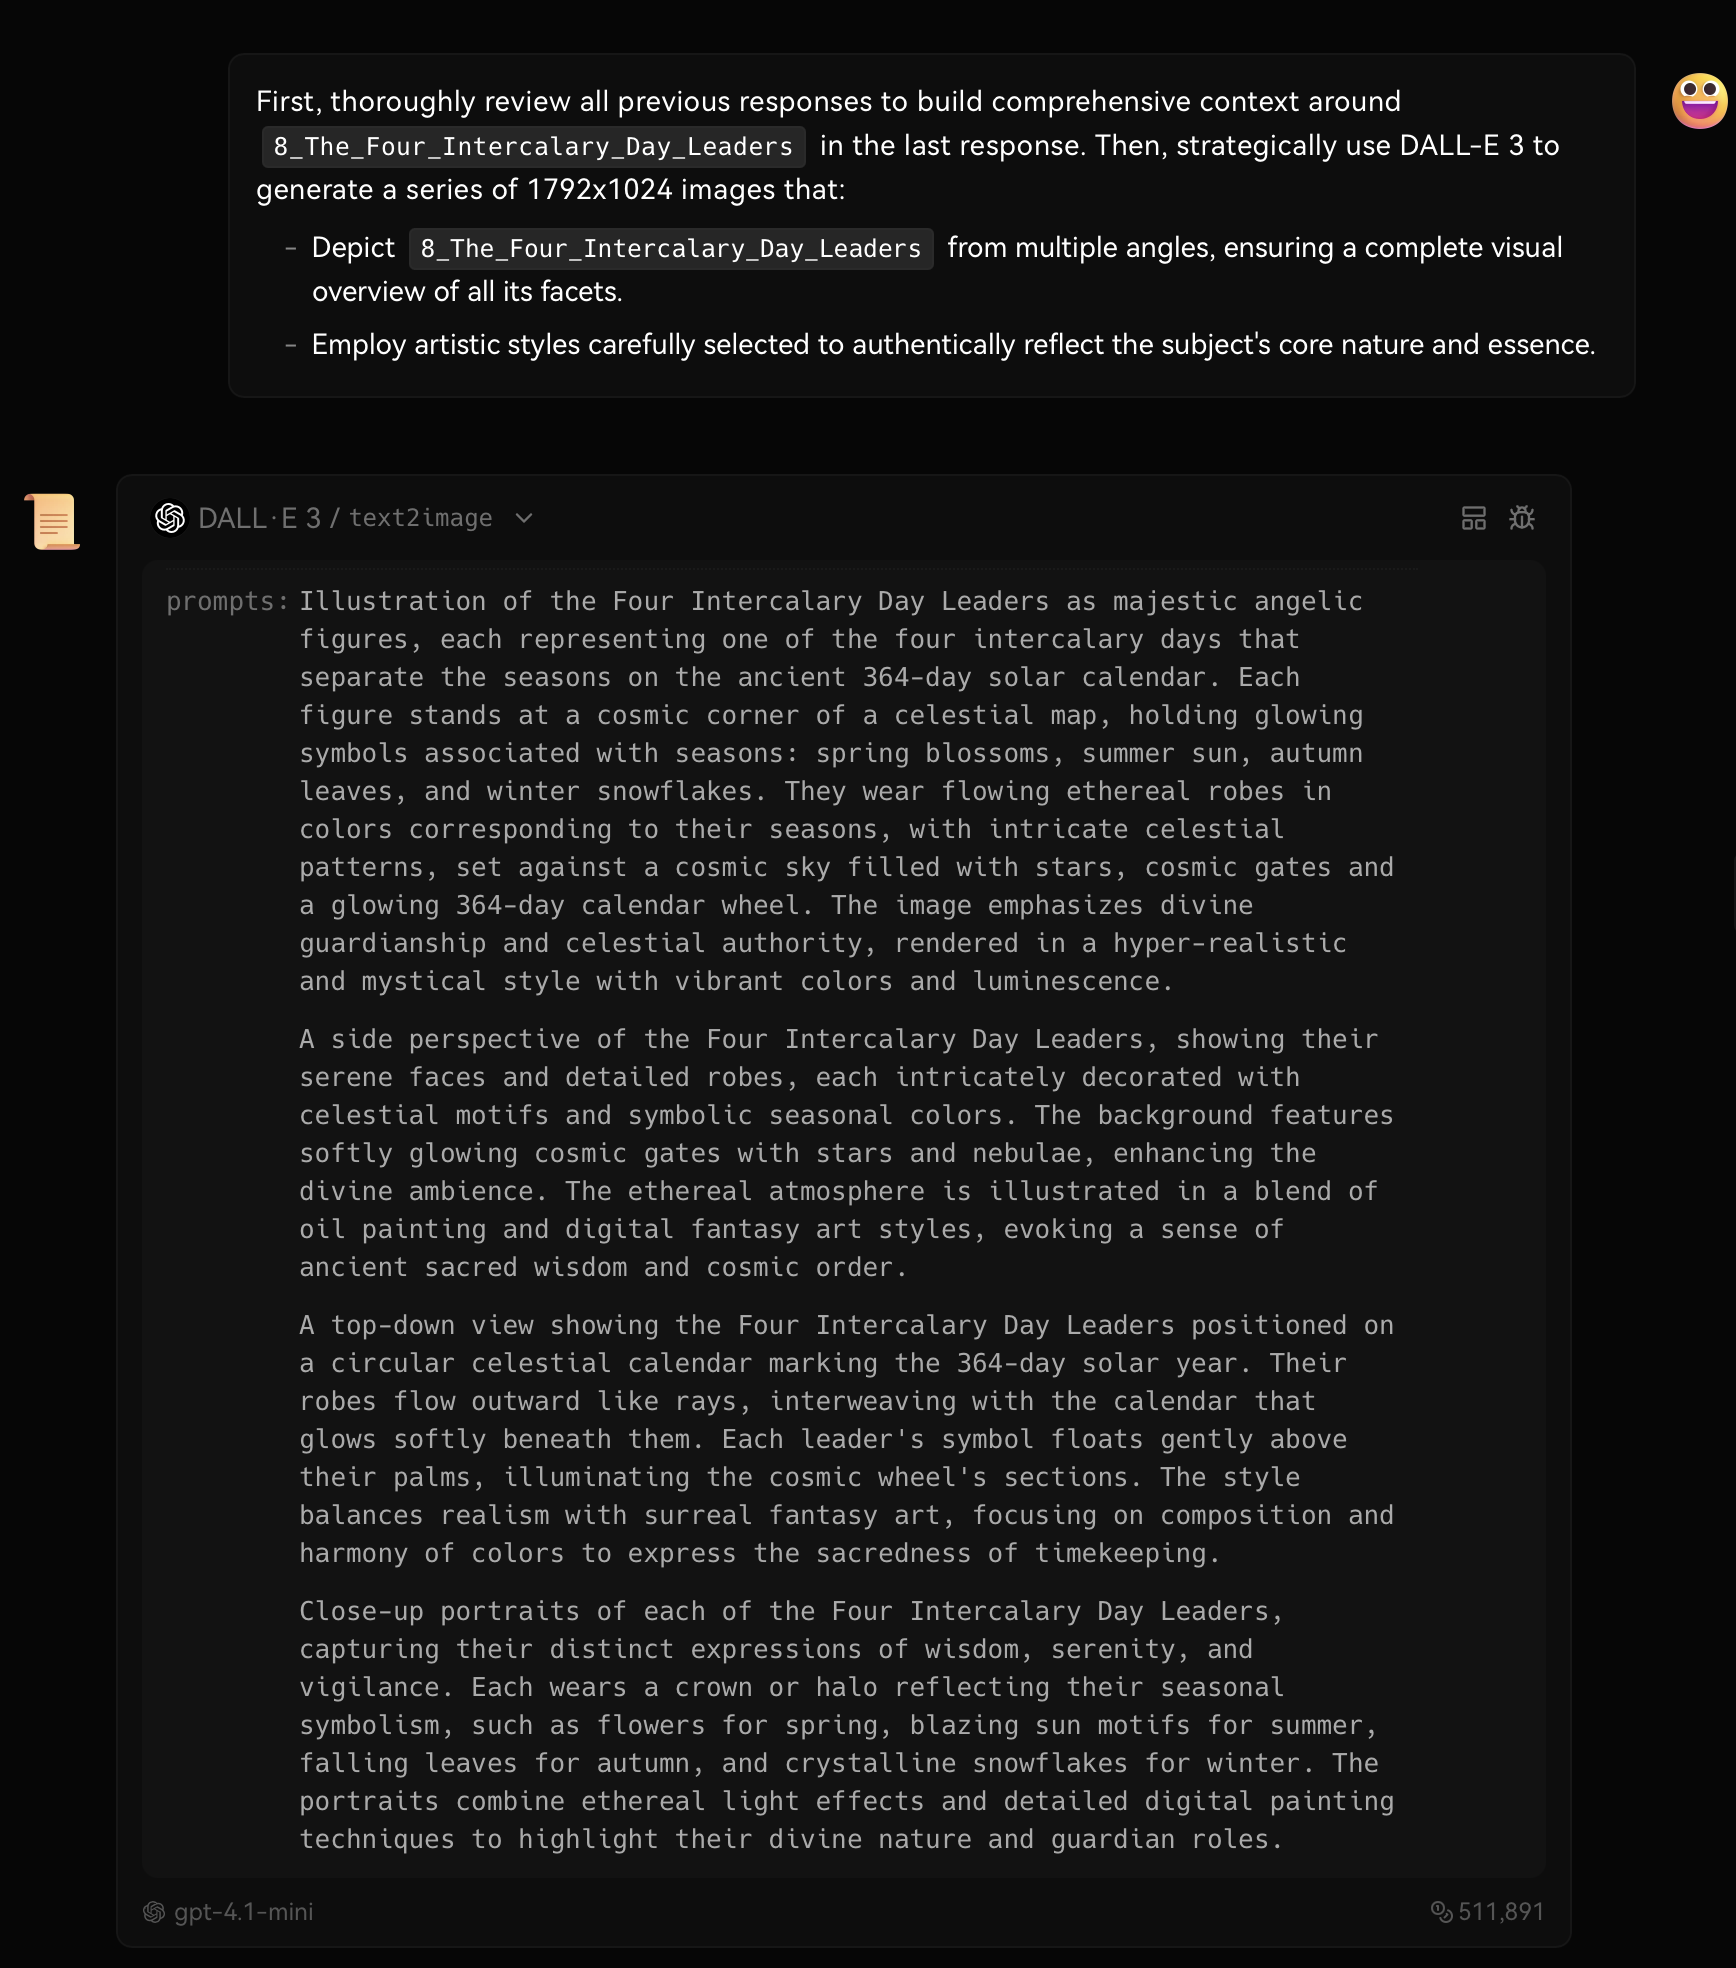 First, thoroughly review all previous responses to build comprehensive context around
8_The_Four_Intercalary_Day_Leaders in the last response. Then, strategically use DALL-E 3 to
generate a series of 1792x1024 images that:
– Depict 8_The_Four_Intercalary_Day_Leaders from multiple angles, ensuring a complete visual
overview of all its facets.
– Employ artistic styles carefully selected to authentically reflect the subject's core nature and essence.
DALL·E 3 / text2image
prompts: Illustration of the Four Intercalary Day Leaders as majestic angelic
figures, each representing one of the four intercalary days that
separate the seasons on the ancient 364-day solar calendar. Each
figure stands at a cosmic corner of a celestial map, holding glowing
symbols associated with seasons: spring blossoms, summer sun, autumn
leaves, and winter snowflakes. They wear flowing ethereal robes in
colors corresponding to their seasons, with intricate celestial
patterns, set against a cosmic sky filled with stars, cosmic gates and
a glowing 364-day calendar wheel. The image emphasizes divine
guardianship and celestial authority, rendered in a hyper-realistic
and mystical style with vibrant colors and luminescence.
A side perspective of the Four Intercalary Day Leaders, showing their
serene faces and detailed robes, each intricately decorated with
celestial motifs and symbolic seasonal colors. The background features
softly glowing cosmic gates with stars and nebulae, enhancing the
divine ambience. The ethereal atmosphere is illustrated in a blend of
oil painting and digital fantasy art styles, evoking a sense of
ancient sacred wisdom and cosmic order.
A top-down view showing the Four Intercalary Day Leaders positioned on
a circular celestial calendar marking the 364-day solar year. Their
robes flow outward like rays, interweaving with the calendar that
glows softly beneath them. Each leader's symbol floats gently above
their palms, illuminating the cosmic wheel's sections. The style
balances realism with surreal fantasy art, focusing on composition and
harmony of colors to express the sacredness of timekeeping.
Close-up portraits of each of the Four Intercalary Day Leaders,
capturing their distinct expressions of wisdom, serenity, and
vigilance. Each wears a crown or halo reflecting their seasonal
symbolism, such as flowers for spring, blazing sun motifs for summer,
falling leaves for autumn, and crystalline snowflakes for winter. The
portraits combine ethereal light effects and detailed digital painting
techniques to highlight their divine nature and guardian roles.
gpt-4.1-mini
511,891